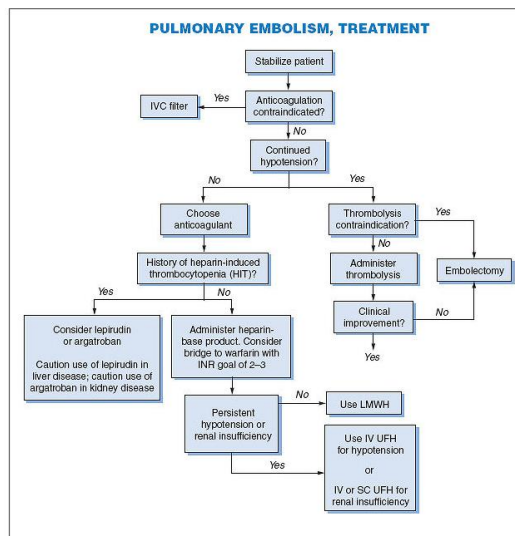 PULMONARY EMBOLISM, TREATMENT
Stabilize patient
Anticoagulation
contraindicated?
Yes
IVC filter
No
Continued
hypotension?
No
Yes
Choose
anticoagulant
Thrombolysis
contraindication?
Yes
No
History of heparin-induced
thrombocytopenia (HIT)?
Administer
thrombolysis
Embolectomy
Yes
No
Clinical
improvement?
No
Yes
Consider lepirudin
or argatroban
Caution use of lepirudin in
liver disease; caution use of
argatroban in kidney disease
Administer heparin-
base product. Consider
bridge to warfarin with
INR goal of 2–3
Persistent
hypotension or
renal insufficiency
No
Use LMWH
Yes
Use IV UFH
for hypotension
or
IV or SC UFH for
renal insufficiency